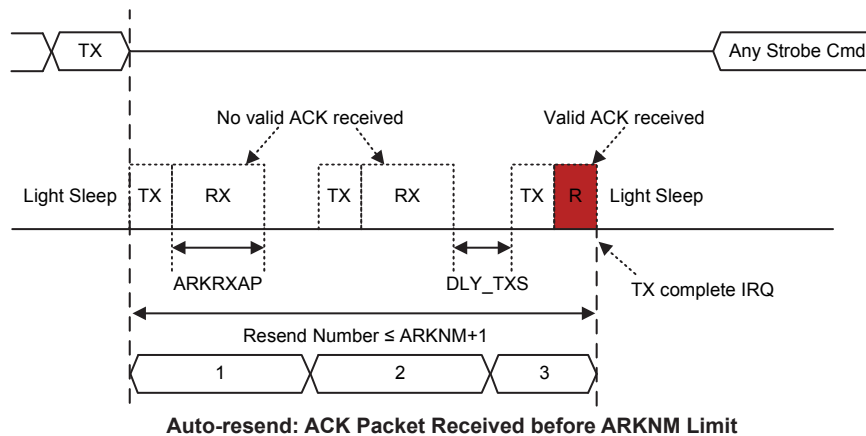 TX
Any Strobe Cmd
No valid ACK received
Valid ACK received
Light Sleep
TX
RX
TX
RX
TX
R
Light Sleep
ARKRXAP
DLY_TXS
TX complete IRQ
Resend Number ≤ ARKNM+1
1
2
3
Auto-resend: ACK Packet Received before ARKNM Limit